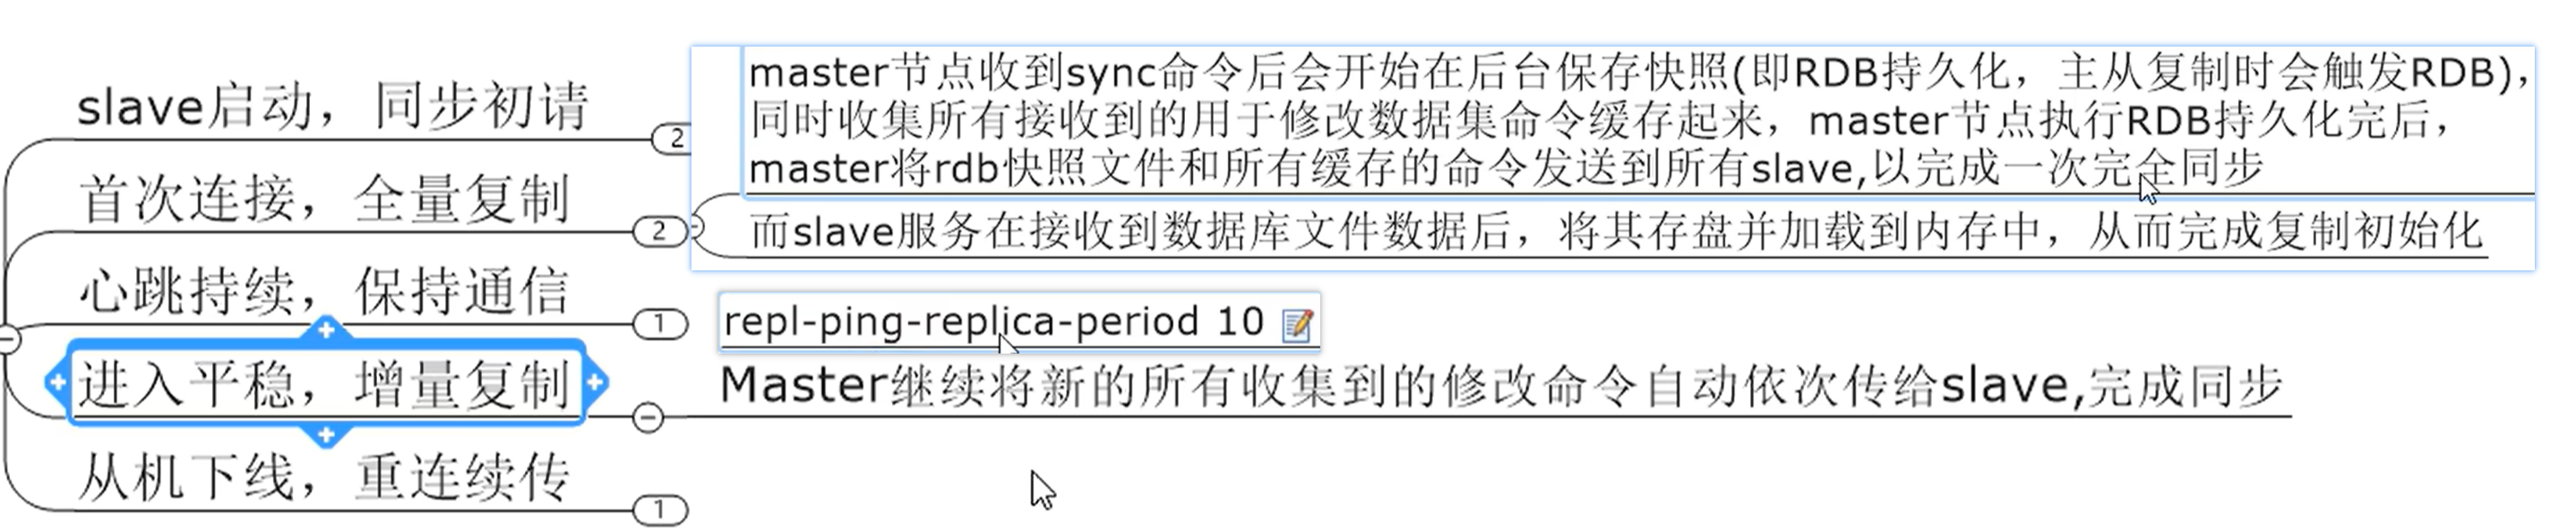 slave启动，同步初请
2
master节点收到sync命令后会开始在后台保存快照(即RDB持久化，主从复制时会触发RDB)，
同时收集所有接收到的用于修改数据集命令缓存起来，master节点执行RDB持久化完后，
master将rdb快照文件和所有缓存的命令发送到所有slave,以完成一次完全同步
首次连接，全量复制
2
而slave服务在接收到数据库文件数据后，将其存盘并加载到内存中，从而完成复制初始化
心跳持续，保持通信
1
repl-ping-replica-period 10
进入平稳，增量复制
Master继续将新的所有收集到的修改命令自动依次传给slave,完成同步
从机下线，重连续传
1